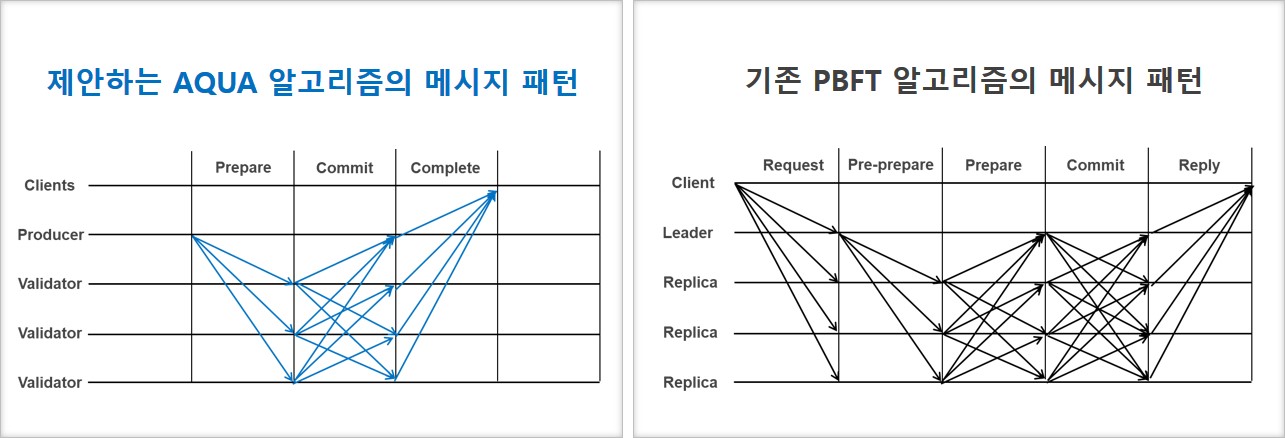 제안하는 AQUA 알고리즘의 메시지 패턴
Prepare Commit Complete
Clients
Producer
Validator
Validator
Validator
기존 PBFT 알고리즘의 메시지 패턴
Request Pre-prepare Prepare Commit Reply
Client
Leader
Replica
Replica
Replica